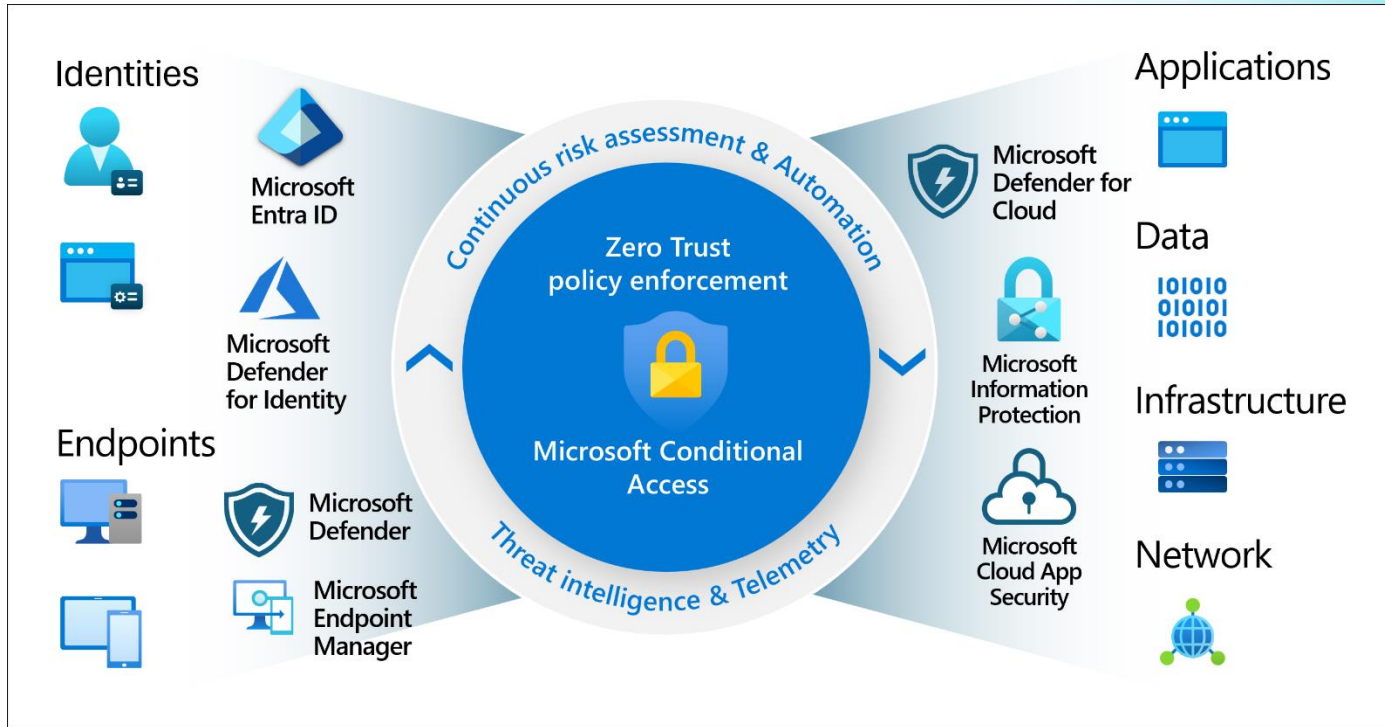 Identities
Microsoft
Entra ID
Microsoft
Defender
for Identity
Endpoints
Microsoft
Defender
Microsoft
Endpoint
Manager
Continuous risk assessment & Automation
Zero Trust
policy enforcement
Microsoft Conditional
Access
Threat intelligence & Telemetry
Microsoft
Defender for
Cloud
Microsoft
Information
Protection
Microsoft
Cloud App
Security
Applications
Data
101010
010101
101010
Infrastructure
Network